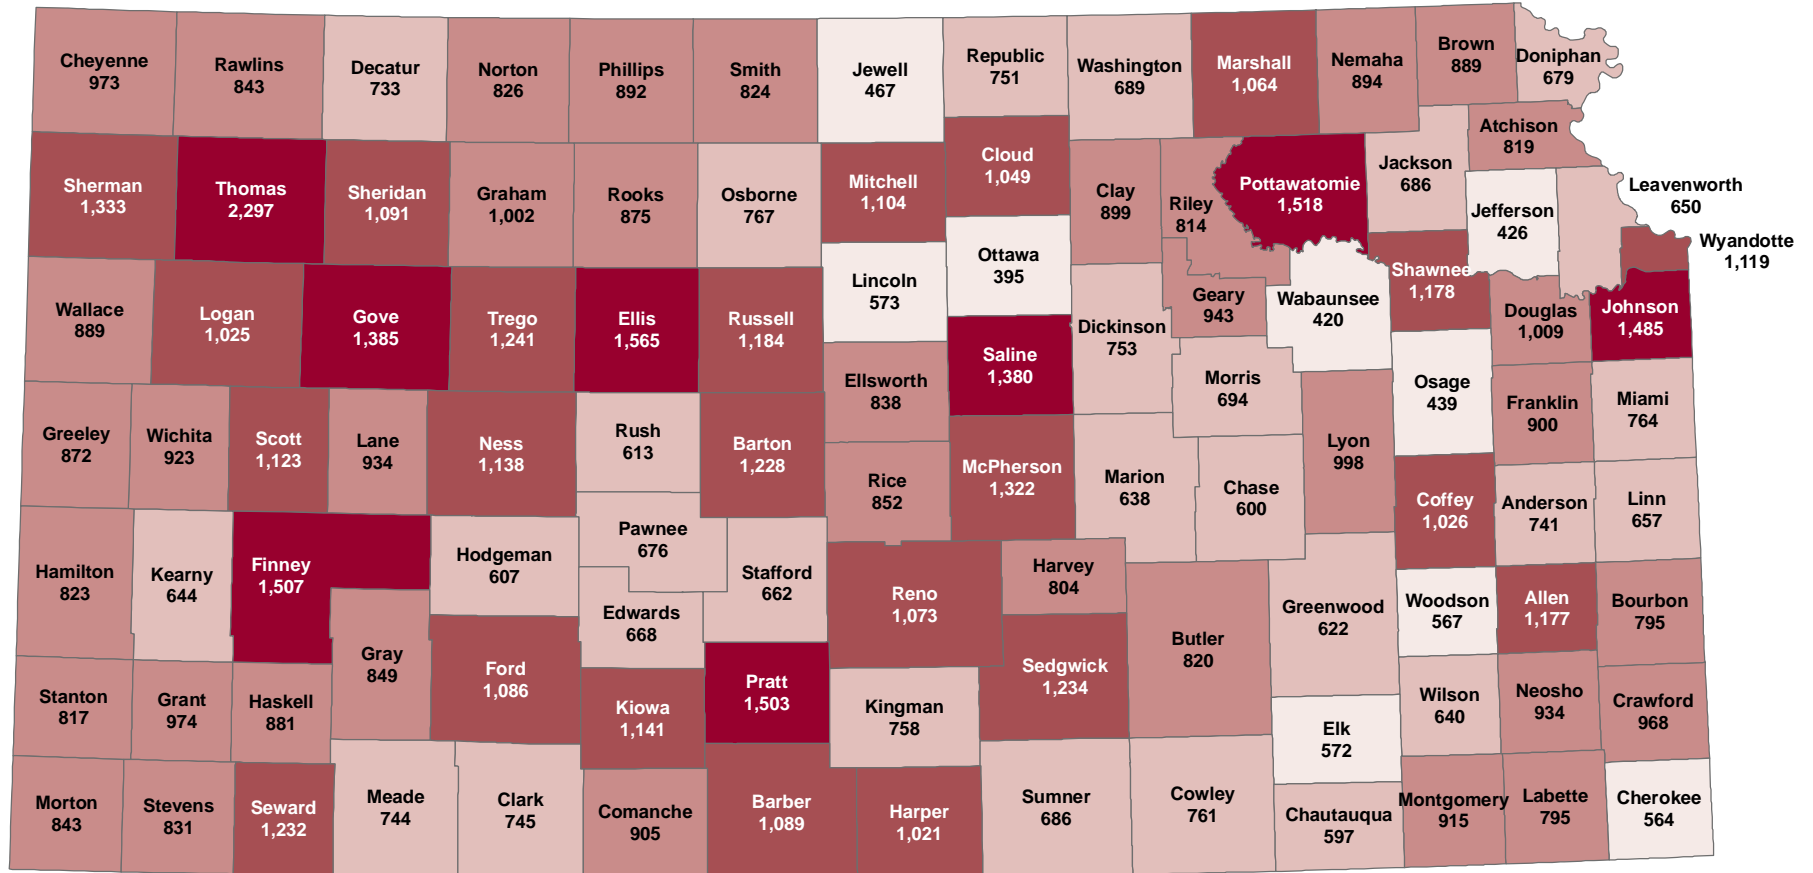 Cheyenne
973
Rawlins
843
Decatur
733
Norton
826
Phillips
892
Smith
824
Jewell
467
Republic
751
Washington
689
Marshall
1,064
Nemaha
894
Brown
889
Doniphan
679
Sherman
1,333
Thomas
2,297
Sheridan
1,091
Graham
1,002
Rooks
875
Osborne
767
Mitchell
1,104
Cloud
1,049
Clay
899
Riley
814
Pottawatomie
1,518
Jackson
686
Atchison
819
Jefferson
426
Leavenworth
650
Wyandotte
1,119
Wallace
889
Logan
1,025
Gove
1,385
Trego
1,241
Ellis
1,565
Russell
1,184
Lincoln
573
Ottawa
395
Saline
1,380
Dickinson
753
Geary
943
Wabaunsee
420
Shawnee
1,178
Douglas
1,009
Johnson
1,485
Greeley
872
Wichita
923
Scott
1,123
Lane
934
Ness
1,138
Rush
613
Barton
1,228
Ellsworth
838
Rice
852
McPherson
1,322
Marion
638
Morris
694
Chase
600
Lyon
998
Osage
439
Franklin
900
Miami
764
Coffey
1,026
Anderson
741
Linn
657
Hamilton
823
Kearny
644
Finney
1,507
Hodgeman
607
Pawnee
676
Edwards
668
Stafford
662
Reno
1,073
Harvey
804
Sedgwick
1,234
Butler
820
Greenwood
622
Woodson
567
Allen
1,177
Bourbon
795
Stanton
817
Grant
974
Haskell
881
Gray
849
Ford
1,086
Kiowa
1,141
Pratt
1,503
Kingman
758
Elk
572
Wilson
640
Neosho
934
Crawford
968
Morton
843
Stevens
831
Seward
1,232
Meade
744
Clark
745
Comanche
905
Barber
1,089
Harper
1,021
Sumner
686
Cowley
761
Chautauqua
597
Montgomery
915
Labette
795
Cherokee
564